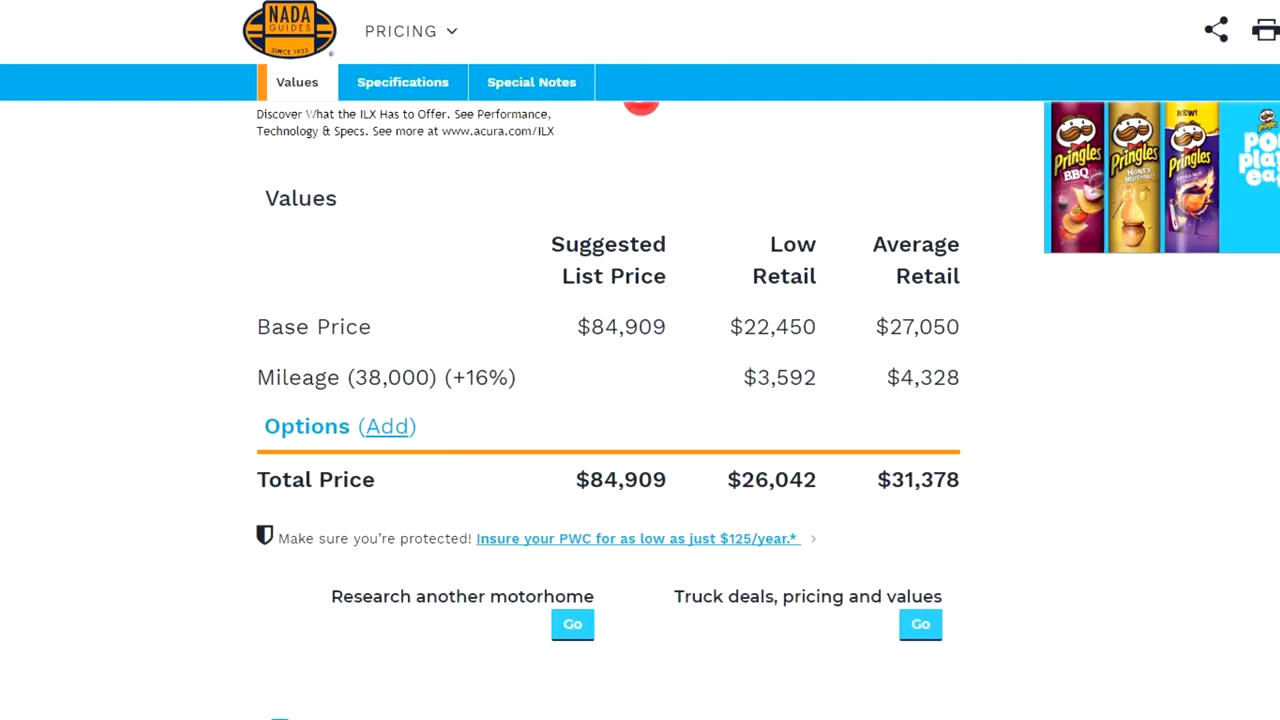 NADA
GUIDES
SINCE 1933
PRICING
Values Specifications Special Notes
Discover What the ILX Has to Offer. See Performance,
Technology & Specs. See more at www.acura.com/ILX
Values
Suggested List Price Low Retail Average Retail
Base Price $84,909 $22,450 $27,050
Mileage (38,000) (+16%) $3,592 $4,328
Options (Add)
Total Price $84,909 $26,042 $31,378
Make sure you're protected! Insure your PWC for as low as just $125/year.*
Research another motorhome
Go
Truck deals, pricing and values
Go
Pringles
BBQ
Pringles
HONEY
MUSTARD
NEW!
Pringles